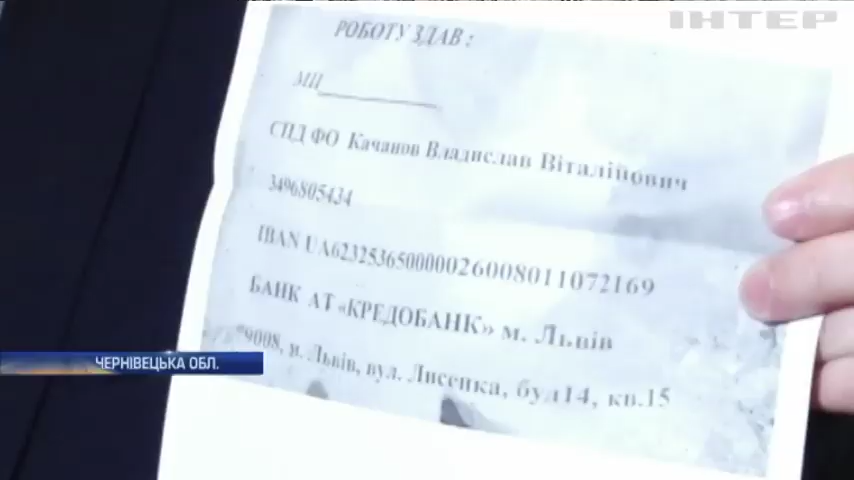 ІНТЕР
РОБОТУ ЗДАВ :
МП
СПД ФО Качанов Владислав Віталійович
3496805434
IBAN UA623253650000026008011072169
БАНК АТ «КРЕДОБАНК» м. Львів
79008, м. Львів, вул. Лисенка, буд14, кв.15
ЧЕРНІВЕЦЬКА ОБЛ.